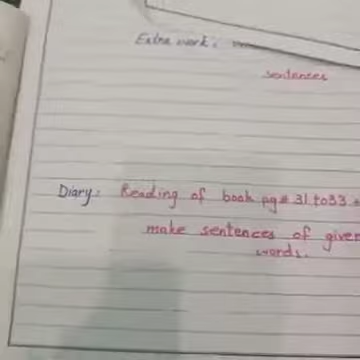 Extra work:
sentences
Diary: Reading of book pg# 31 to 33
make sentences of given
words.